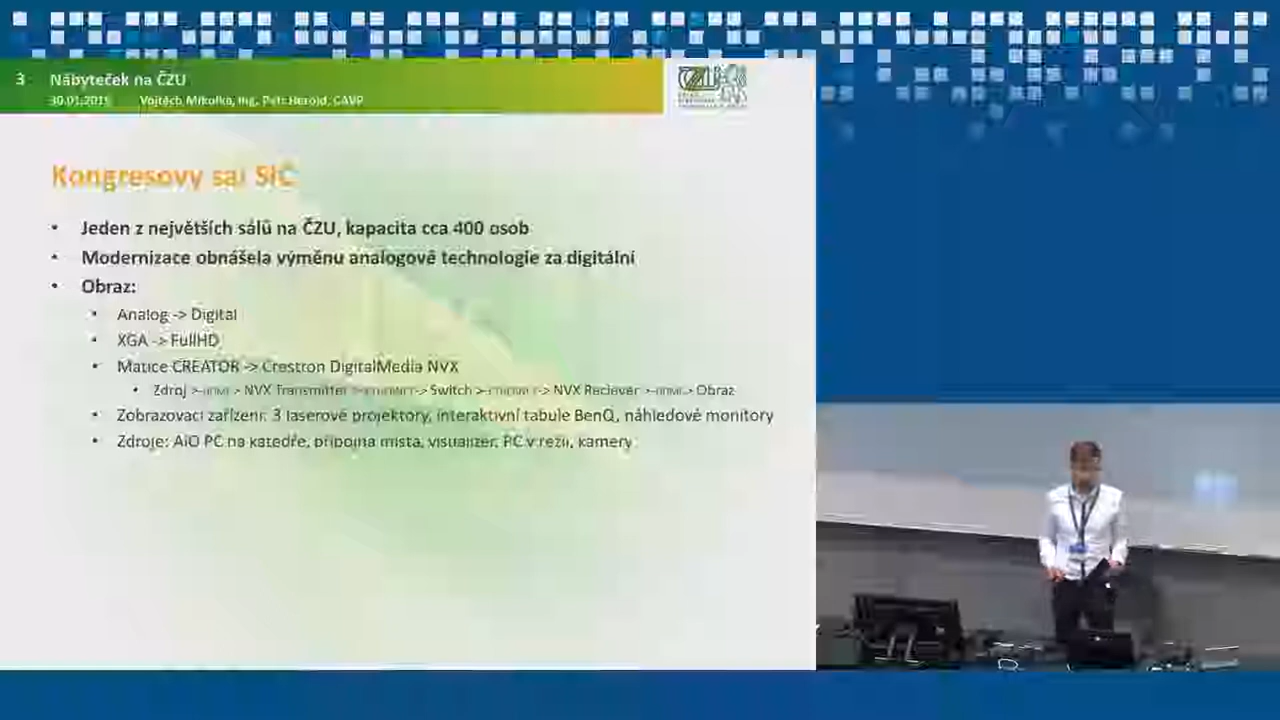 3 Nábyteček na ČZU
30.01.2019 Vojtěch Mikolka, Ing. Petr Herold, CAVP
Kongresový sál SIC
• Jeden z největších sálů na ČZU, kapacita cca 400 osob
• Modernizace obnášela výměnu analogové technologie za digitální
• Obraz:
• Analog -> Digital
• XGA -> FullHD
• Matice CREATOR -> Crestron DigitalMedia NVX
• Zdroj >-HDMI-> NVX Transmitter >-ETHERNET-> Switch >-ETHERNET-> NVX Reciever >-HDMI-> Obraz
• Zobrazovací zařízení: 3 laserové projektory, interaktivní tabule BenQ, náhledové monitory
• Zdroje: AiO PC na katedře, přípojná místa, visualizer, PC v režii, kamery